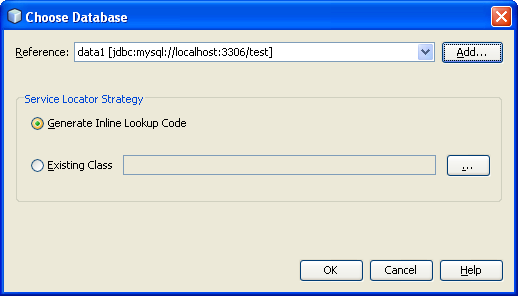 Choose Database
Reference: data1 [jdbc:mysql://localhost:3306/test] Add...
Service Locator Strategy
Generate Inline Lookup Code
Existing Class ...
OK Cancel Help